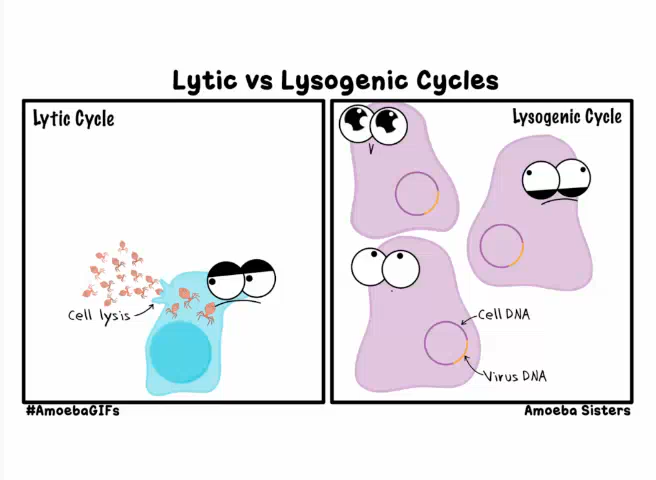 Lytic vs Lysogenic Cycles
Lytic Cycle
Cell lysis
Lysogenic Cycle
Cell DNA
Virus DNA
#AmoebaGIFs
Amoeba Sisters